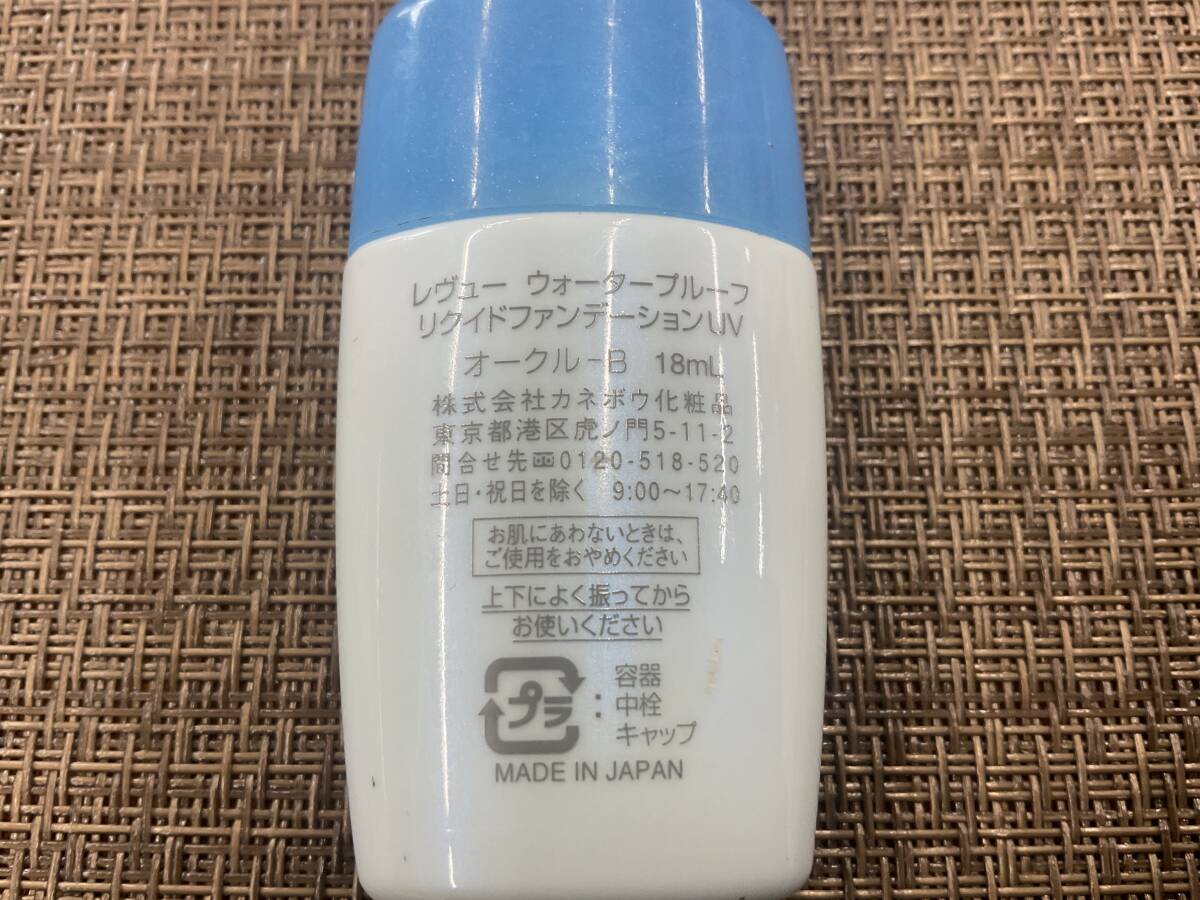 レヴュー ウォータープルーフ
リクイドファンデーションUV
オークル-B 18mL
株式会社カネボウ化粧品
東京都港区虎ノ門5-11-2
問合せ先 0120-518-520
土日・祝日を除く 9:00〜17:40
お肌にあわないときは、
ご使用をおやめください
上下によく振ってから
お使いください
プラ : 容器
中栓
キャップ
MADE IN JAPAN